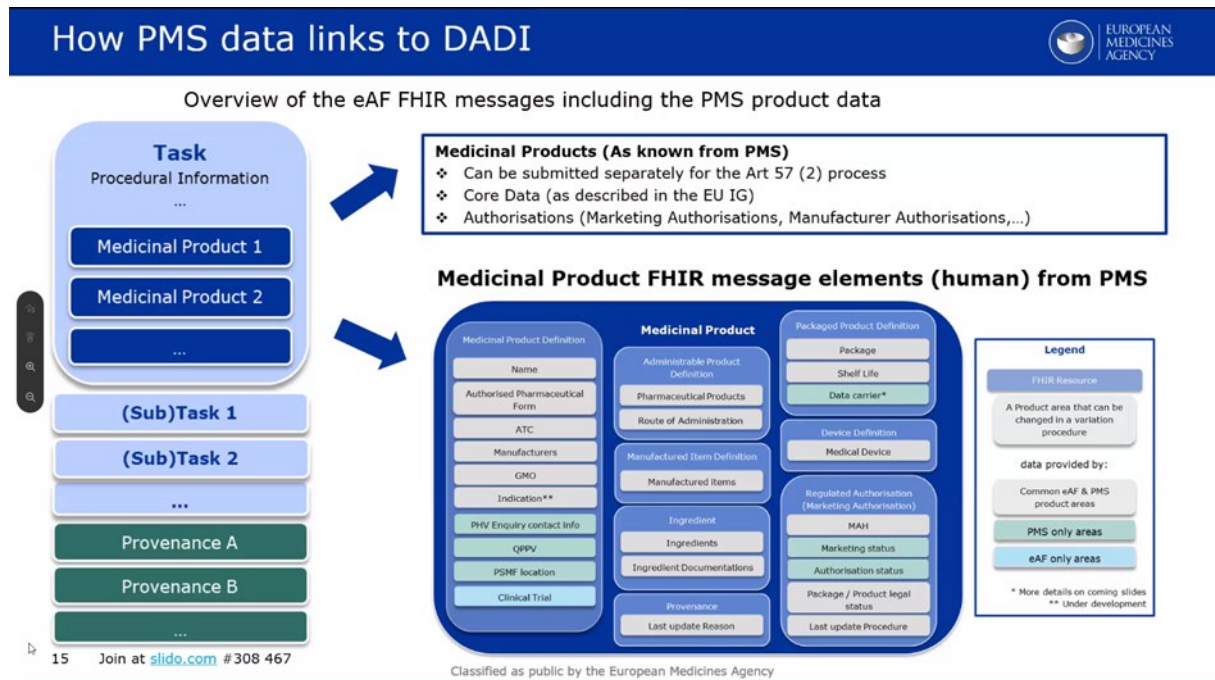 How PMS data links to DADI
EUROPEAN
MEDICINES
AGENCY
Overview of the eAF FHIR messages including the PMS product data
Task
Procedural Information
...
Medicinal Product 1
Medicinal Product 2
...
(Sub)Task 1
(Sub)Task 2
...
Provenance A
Provenance B
...
Medicinal Products (As known from PMS)
❖ Can be submitted separately for the Art 57 (2) process
❖ Core Data (as described in the EU IG)
❖ Authorisations (Marketing Authorisations, Manufacturer Authorisations,...)
Medicinal Product FHIR message elements (human) from PMS
Medicinal Product Definition
Name
Authorised Pharmaceutical
Form
ATC
Manufacturers
GMO
Indication**
PHV Enquiry contact info
QPPV
PSMF location
Clinical Trial
Medicinal Product
Administrable Product
Definition
Pharmaceutical Products
Route of Administration
Manufactured Item Definition
Manufactured items
Ingredient
Ingredients
Ingredient Documentations
Provenance
Last update Reason
Packaged Product Definition
Package
Shelf Life
Data carrier*
Device Definition
Medical Device
Regulated Authorisation
(Marketing Authorisation)
MAH
Marketing status
Authorisation status
Package / Product legal
status
Last update Procedure
Legend
FHIR Resource
A Product area that can be
changed in a variation
procedure
data provided by:
Common eAF & PMS
product areas
PMS only areas
eAF only areas
* More details on coming slides
** Under development
15 Join at slido.com #308 467
Classified as public by the European Medicines Agency